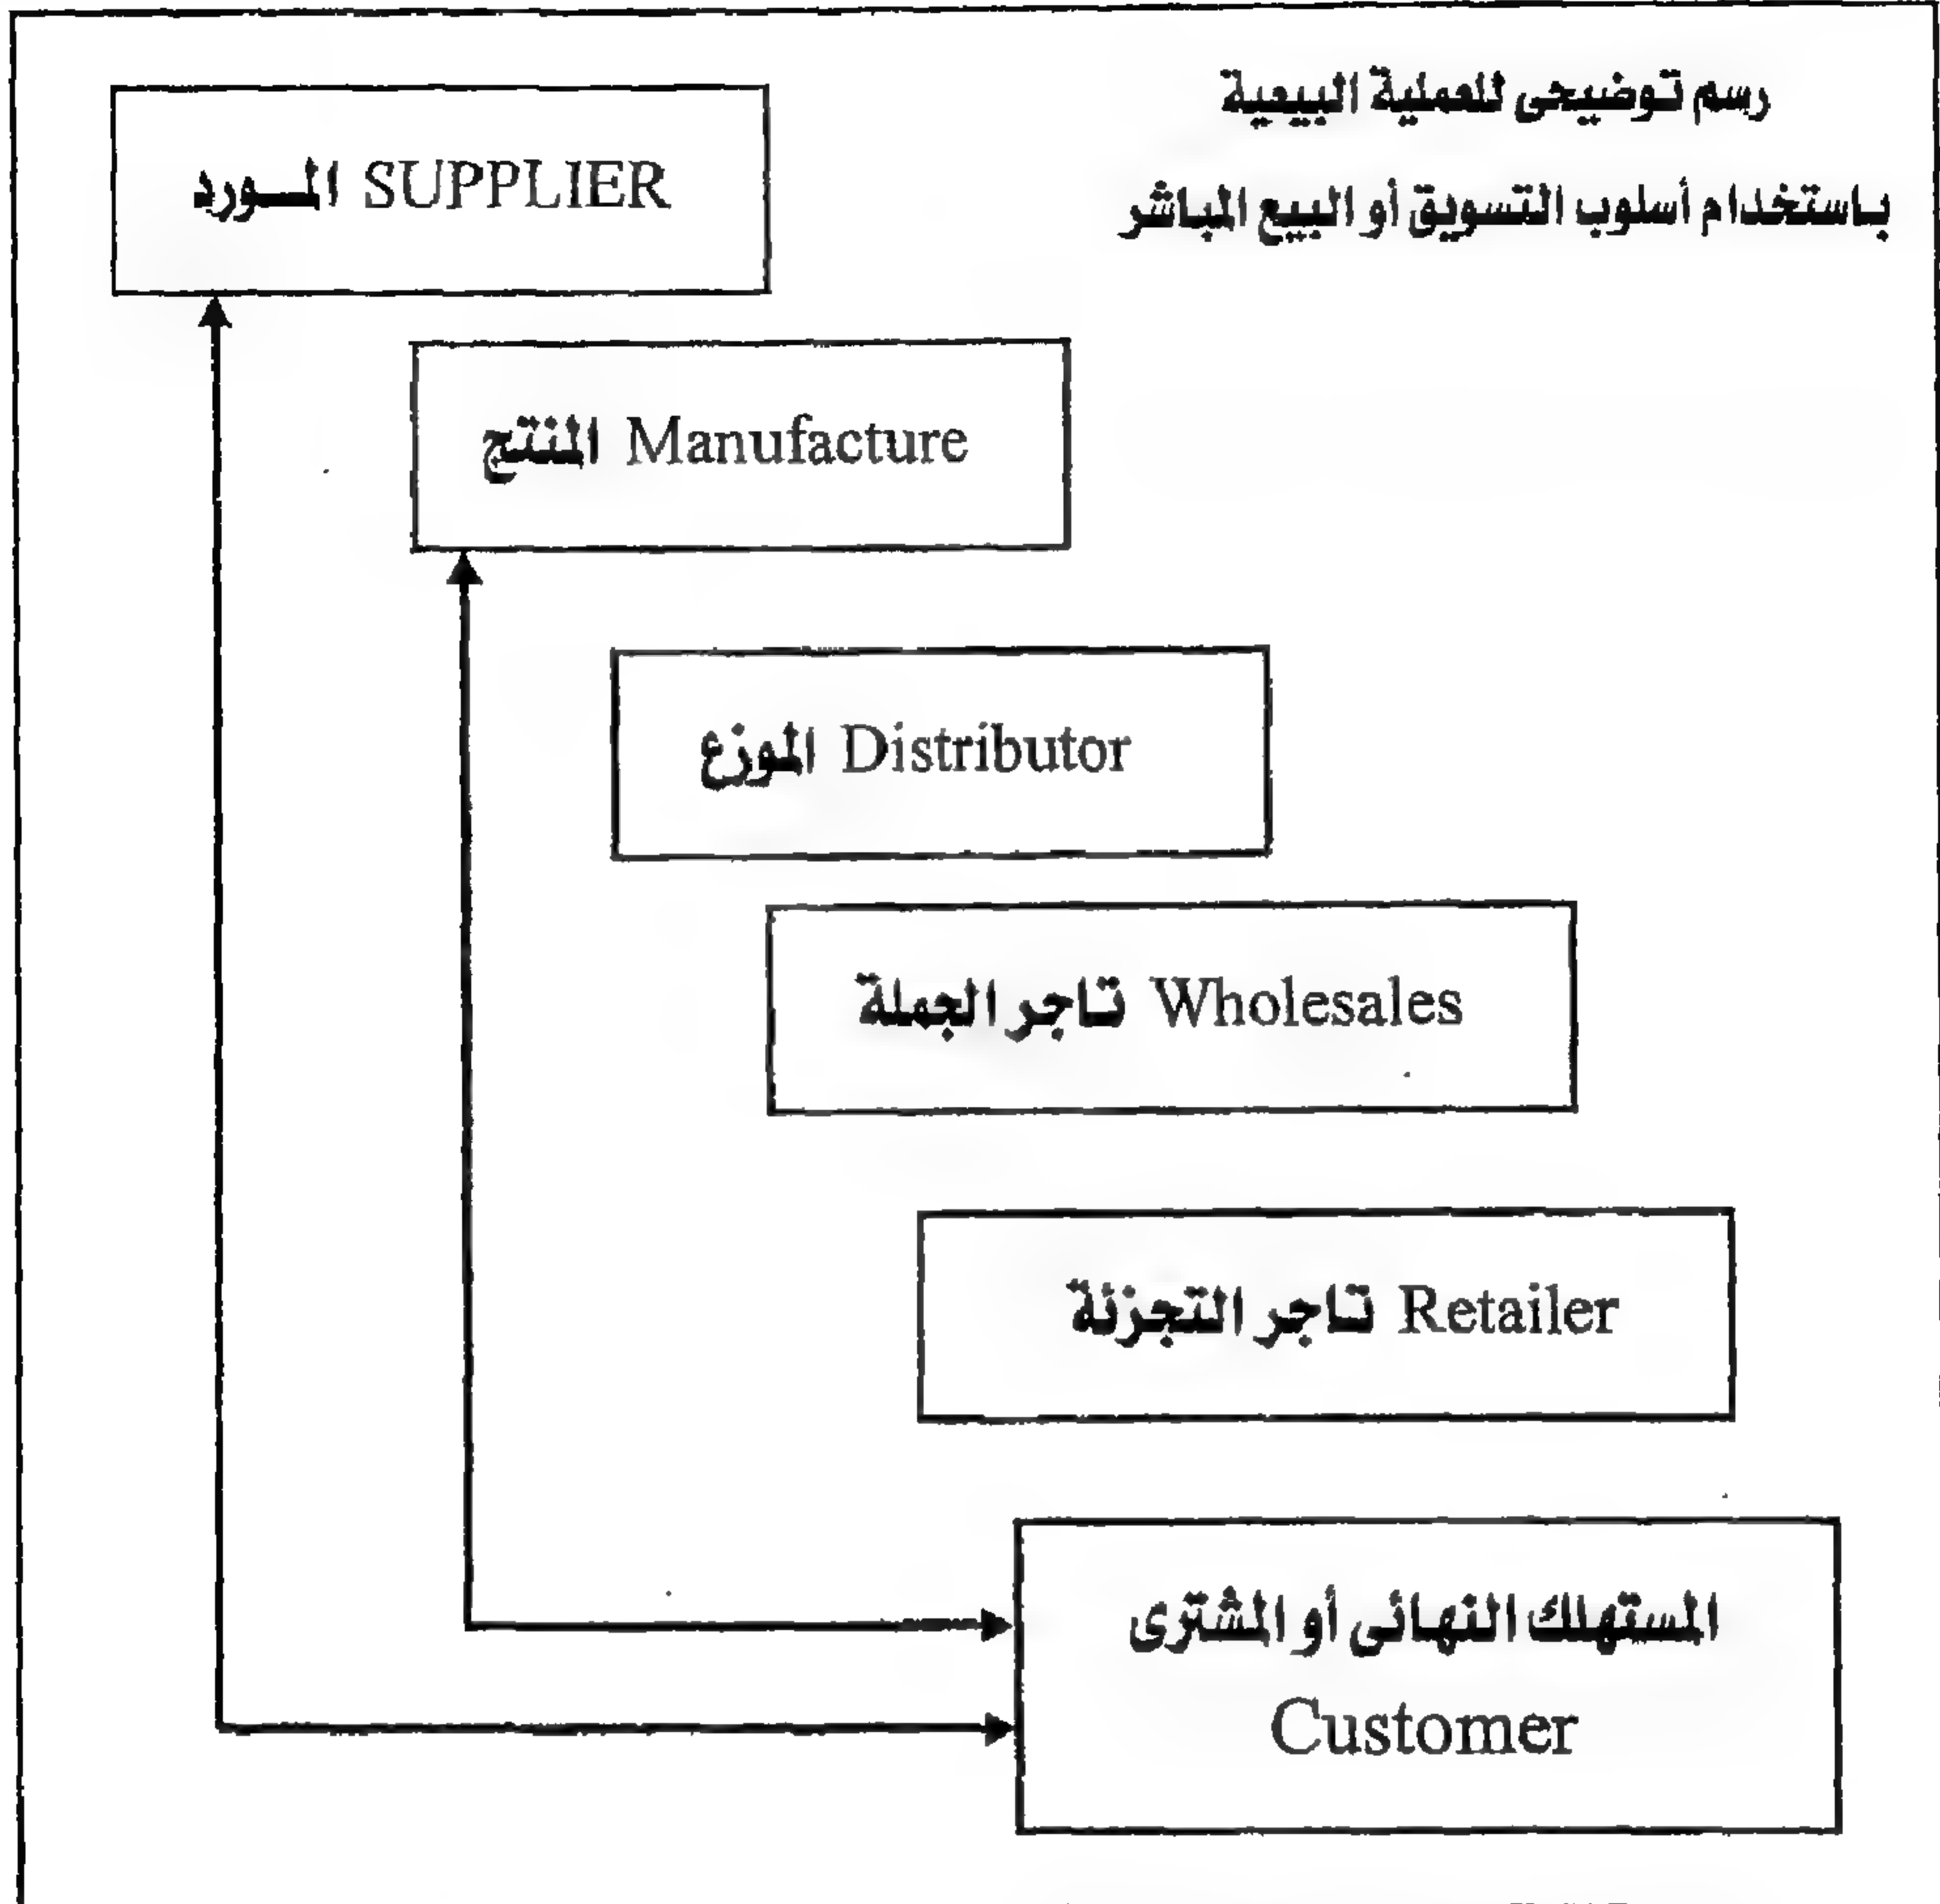 رسم توضيحى للعملية البيعية
باستخدام أسلوب التسويق أو البيع المباشر
المورد SUPPLIER
المنتج Manufacture
الموزع Distributor
تاجر الجملة Wholesales
تاجر التجزئة Retailer
المستهلك النهائى أو المشترى
Customer